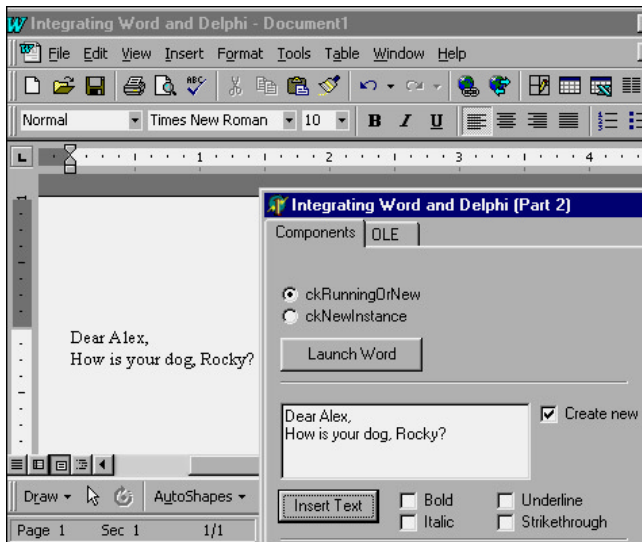 Integrating Word and Delphi - Document1
File Edit View Insert Format Tools Table Window Help
ABC
Normal Times New Roman 10 B I U
1 2 3 4
Integrating Word and Delphi (Part 2)
Components OLE
ckRunningOrNew
ckNewInstance
Launch Word
Dear Alex,
How is your dog, Rocky?
Dear Alex,
How is your dog, Rocky?
Create new
Insert Text
Bold Underline
Italic Strikethrough
Draw AutoShapes
Page 1 Sec 1 1/1